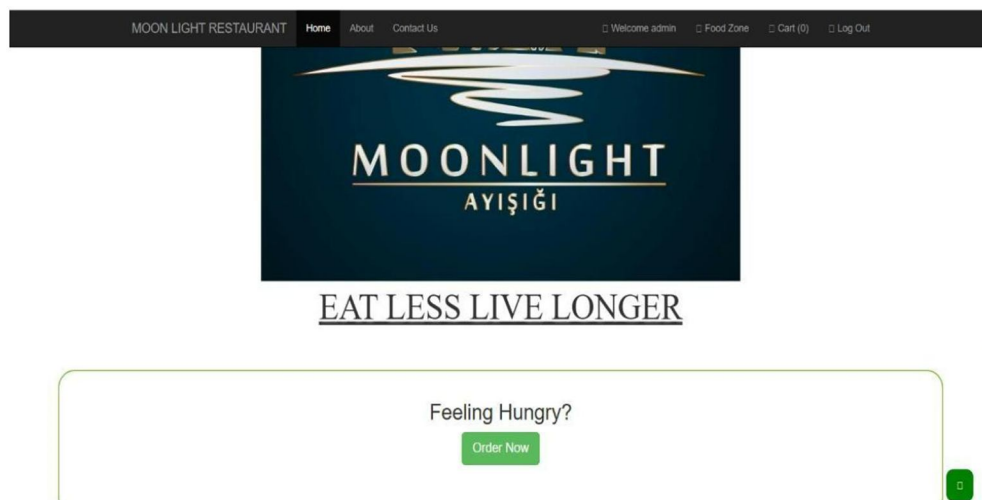 MOON LIGHT RESTAURANT Home About Contact Us Welcome admin Food Zone Cart (0) Log Out
MOONLIGHT
AYIŞIĞI
EAT LESS LIVE LONGER
Feeling Hungry?
Order Now